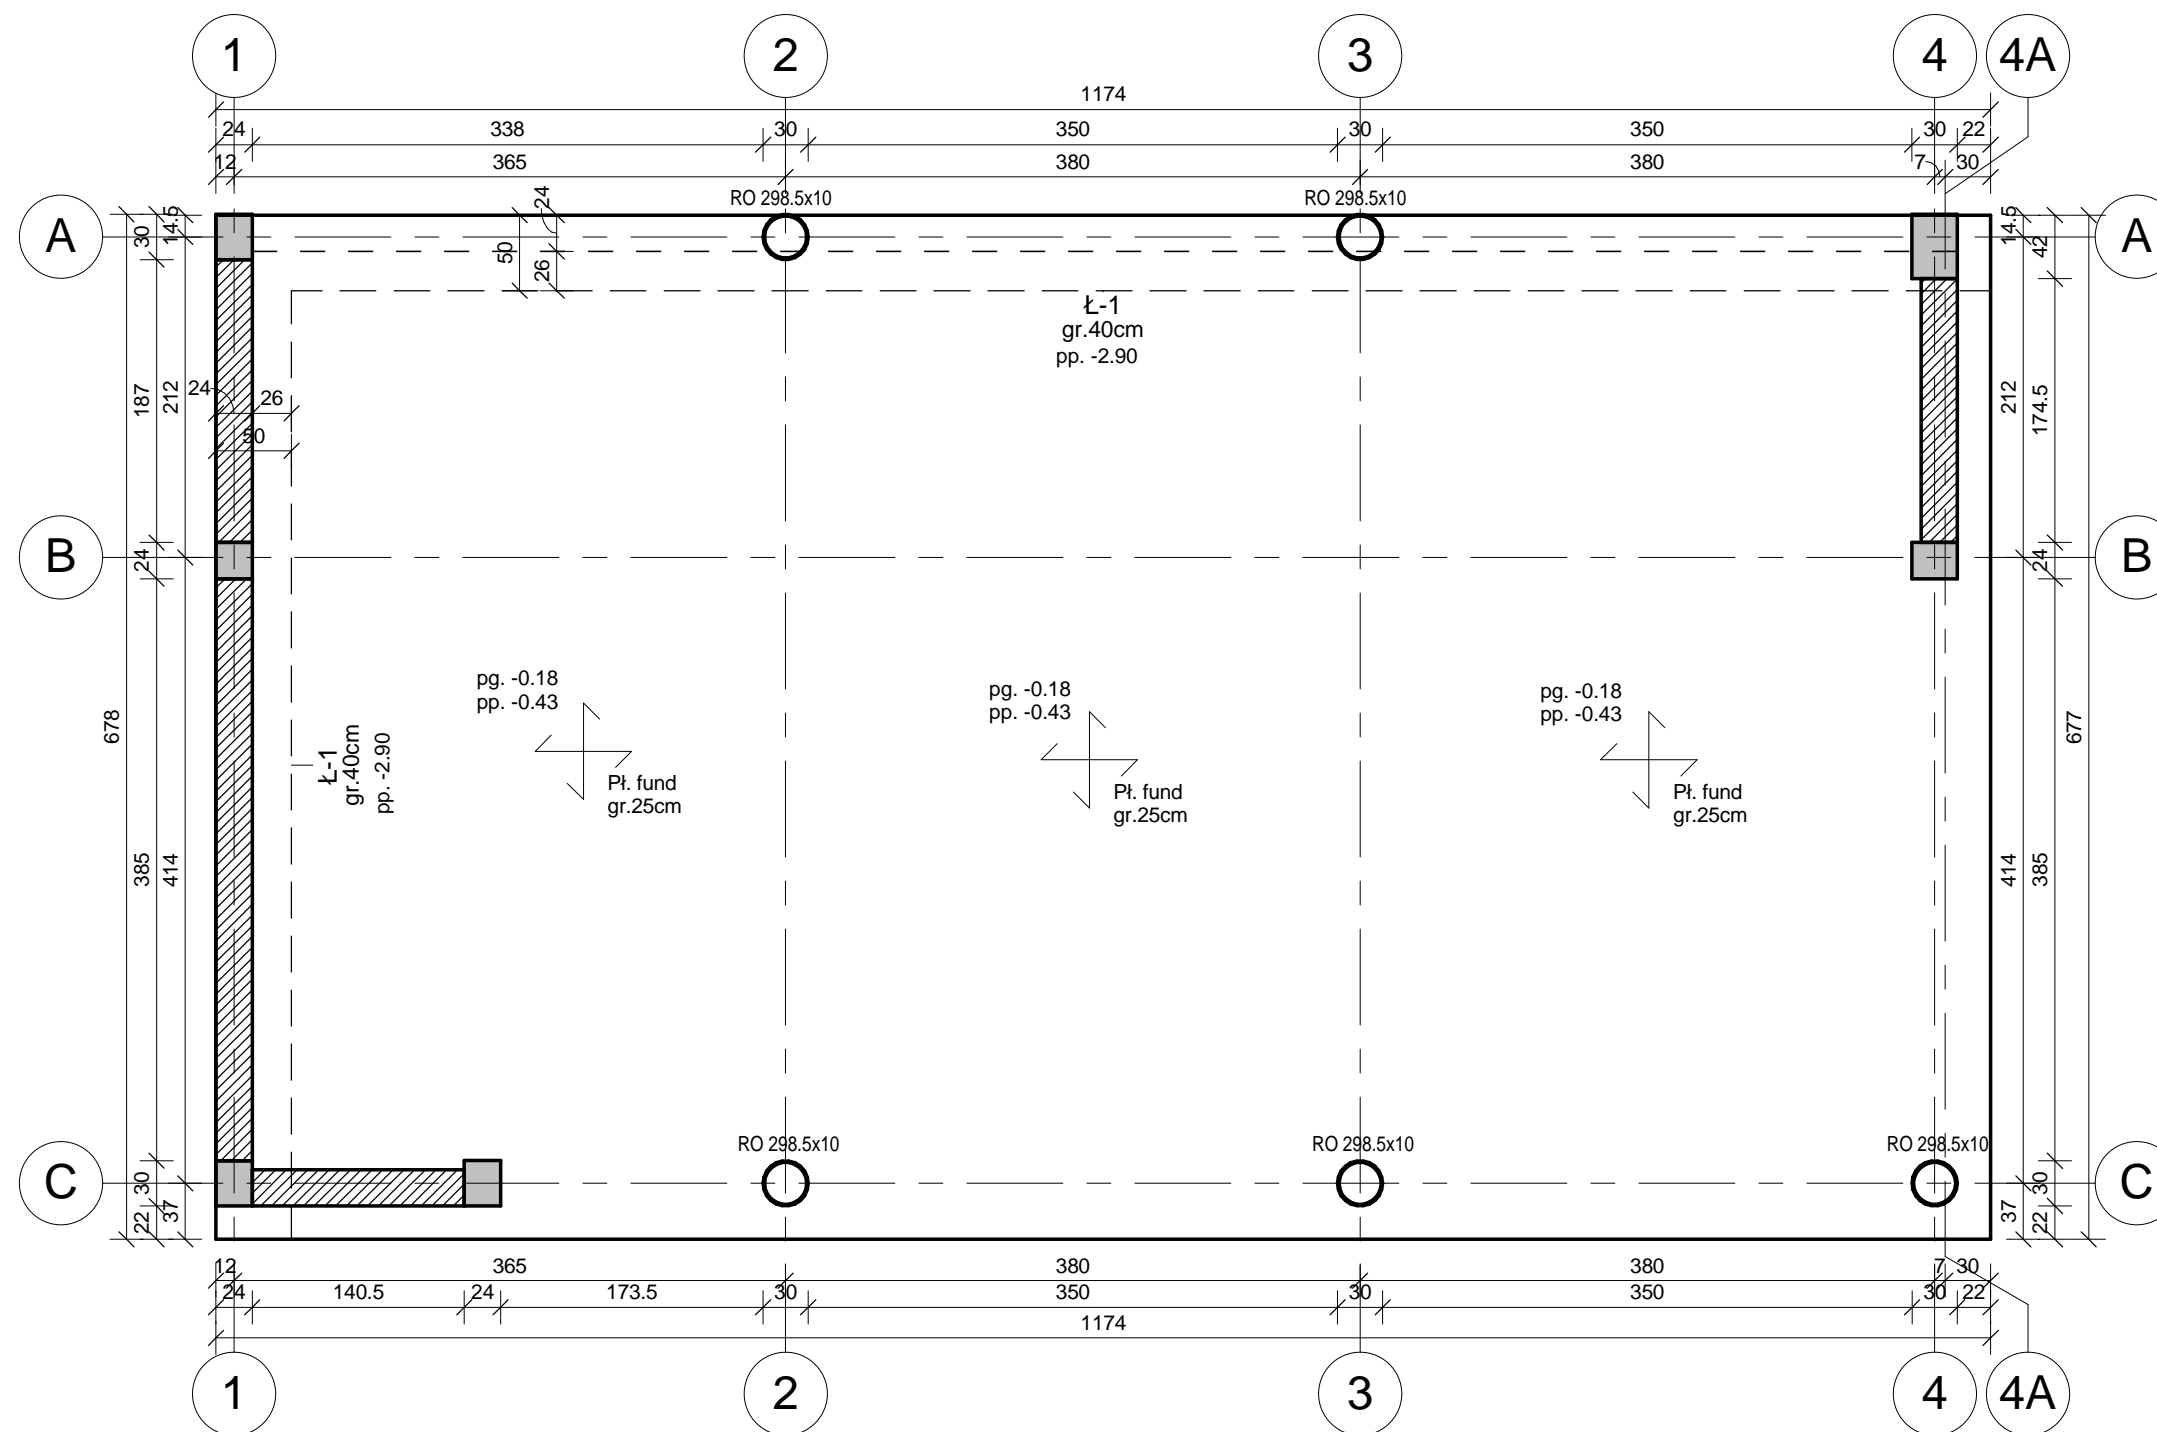 1 2 3 4 4A
1174
24 338 30 350 30 350 30 22
12 365 380 380 7 30
RO 298.5x10 RO 298.5x10
A 30 14.5 50 24 26 14.5 42 A
Ł-1
gr.40cm
pp. -2.90
187 212 24 26 212 174.5
50
B 24 24 B
pg. -0.18
pp. -0.43
pg. -0.18
pp. -0.43
pg. -0.18
pp. -0.43
678 677
Ł-1
gr.40cm
pp. -2.90
Pł. fund
gr.25cm
Pł. fund
gr.25cm
Pł. fund
gr.25cm
385 414 414 385
RO 298.5x10 RO 298.5x10 RO 298.5x10
C 30 30 C
22 37 37 22
12 365 380 380 7 30
24 140.5 24 173.5 30 350 30 350 30 22
1174
1 2 3 4 4A